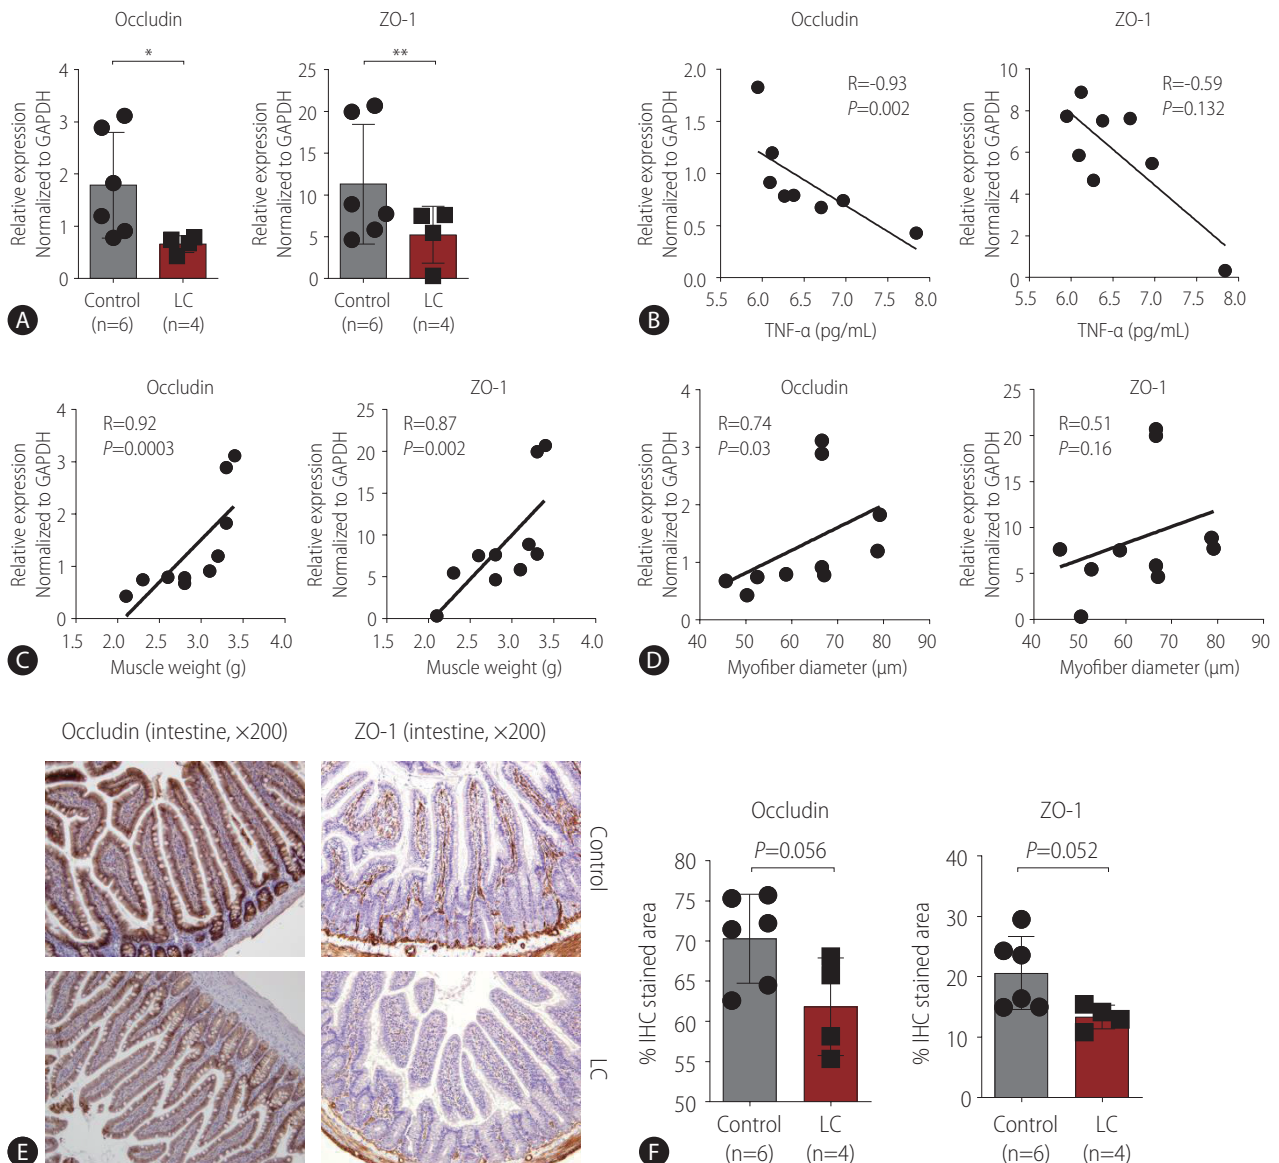 Occludin
ZO-1
*
**
Relative expression
Normalized to GAPDH
4
3
2
1
0
Control
(n=6)
LC
(n=4)
Relative expression
Normalized to GAPDH
25
20
15
10
5
0
Control
(n=6)
LC
(n=4)
A
Occludin
ZO-1
Relative expression
Normalized to GAPDH
2.0
1.5
1.0
0.5
0.0
R=-0.93
P=0.002
5.5 6.0 6.5 7.0 7.5 8.0
TNF-α (pg/mL)
Relative expression
Normalized to GAPDH
10
8
6
4
2
0
R=-0.59
P=0.132
5.5 6.0 6.5 7.0 7.5 8.0
TNF-α (pg/mL)
B
Occludin
ZO-1
Relative expression
Normalized to GAPDH
4
3
2
1
0
R=0.92
P=0.0003
1.5 2.0 2.5 3.0 3.5 4.0
Muscle weight (g)
Relative expression
Normalized to GAPDH
25
20
15
10
5
0
R=0.87
P=0.002
1.5 2.0 2.5 3.0 3.5 4.0
Muscle weight (g)
C
Occludin
ZO-1
Relative expression
Normalized to GAPDH
4
3
2
1
0
R=0.74
P=0.03
40 50 60 70 80 90
Myofiber diameter (μm)
Relative expression
Normalized to GAPDH
25
20
15
10
5
0
R=0.51
P=0.16
40 50 60 70 80 90
Myofiber diameter (μm)
D
Occludin (intestine, ×200)
ZO-1 (intestine, ×200)
Control
LC
E
Occludin
ZO-1
% IHC stained area
80
75
70
65
60
55
50
P=0.056
Control
(n=6)
LC
(n=4)
% IHC stained area
40
30
20
10
0
P=0.052
Control
(n=6)
LC
(n=4)
F